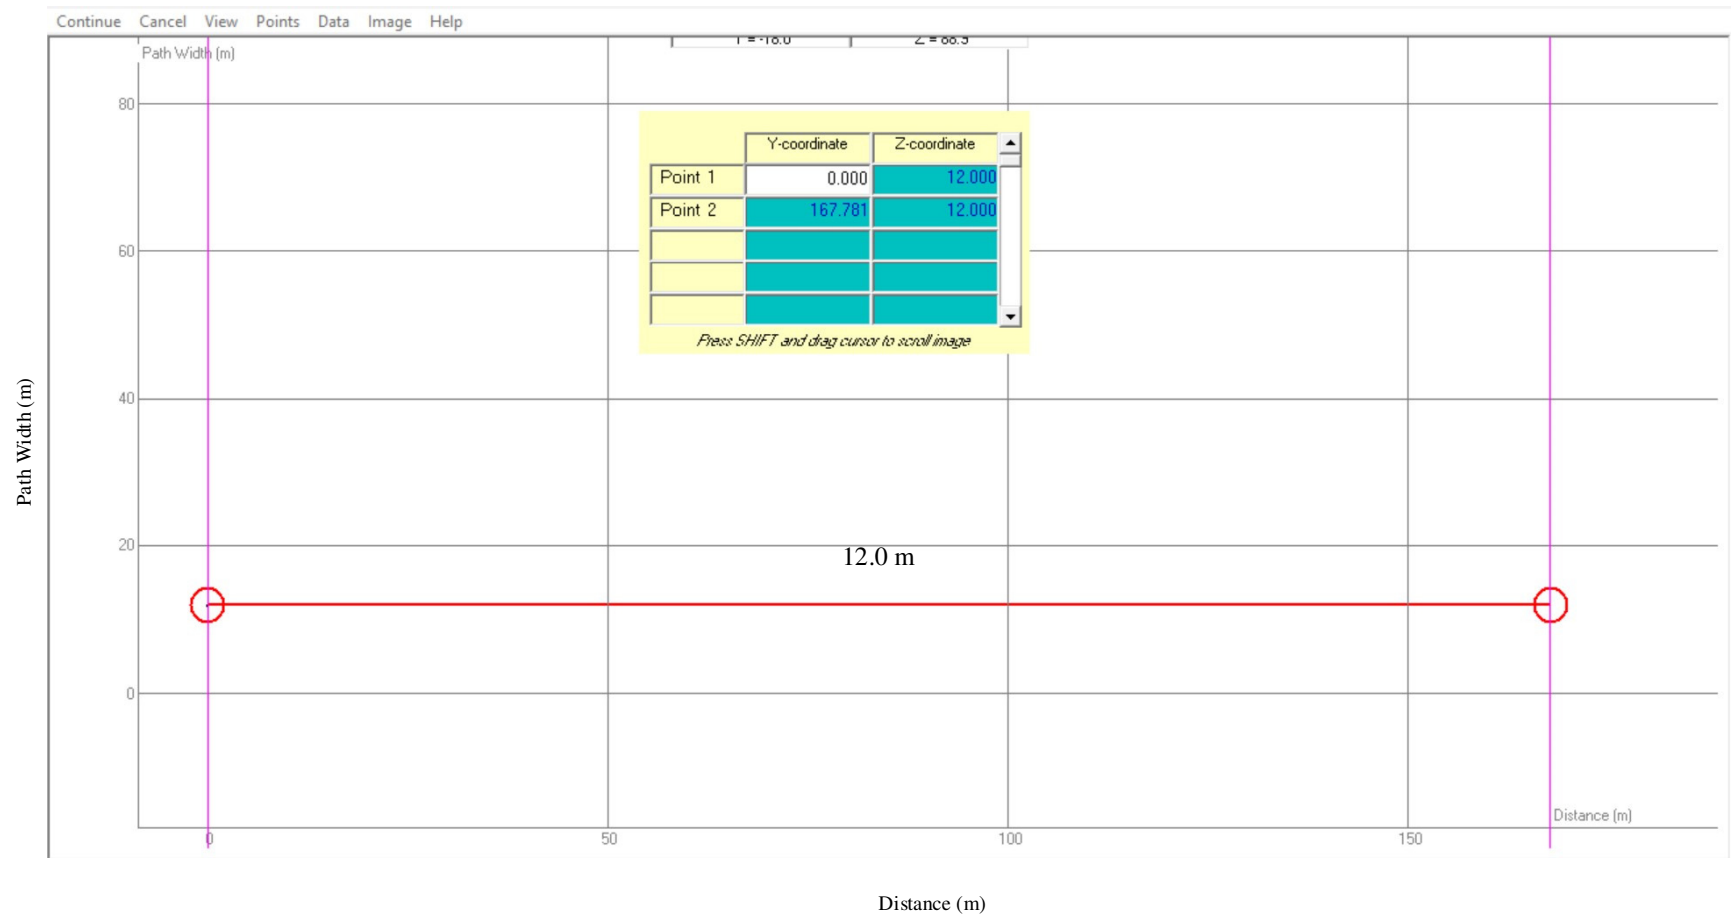 Continue Cancel View Points Data Image Help
Path Width (m)
80
Y-coordinate Z-coordinate
Point 1 0.000 12.000
Point 2 167.781 12.000
60
Press SHIFT and drag cursor to scroll image
40
Path Width (m)
20
12.0 m
0
Distance (m)
0 50 100 150
Distance (m)